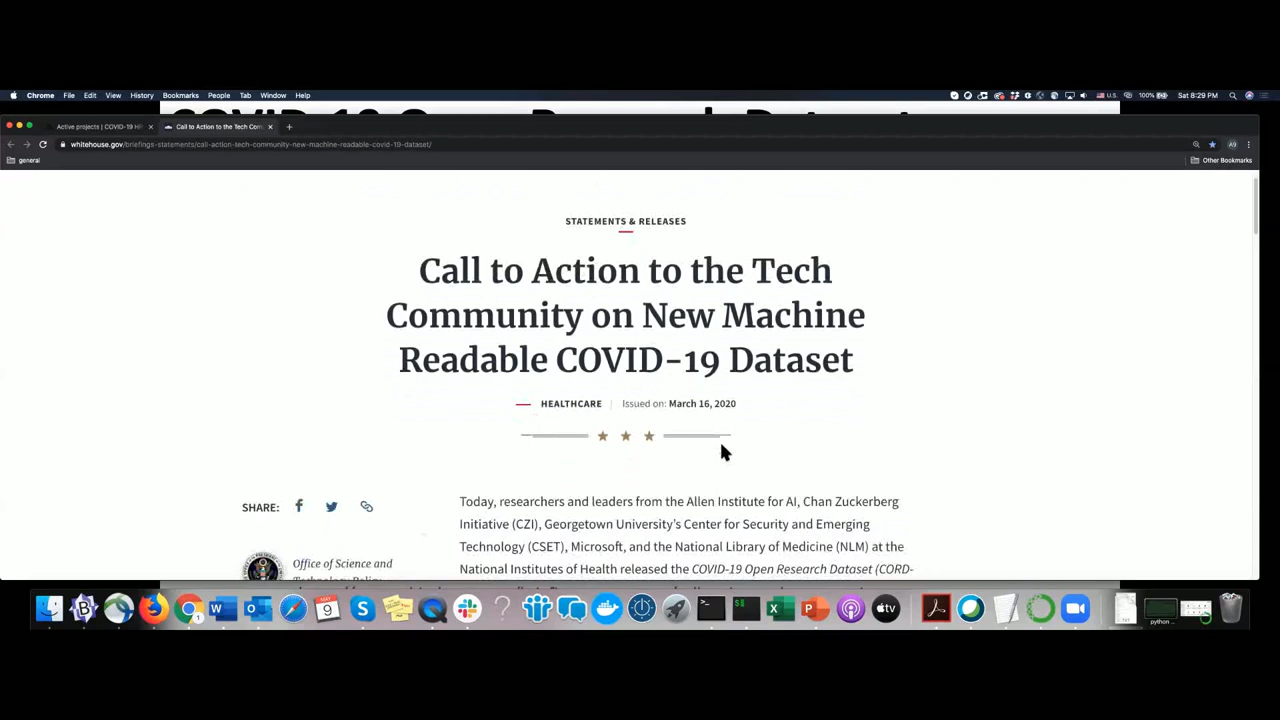 Chrome File Edit View History Bookmarks People Tab Window Help U.S. 100% Sat 8:29 PM
Active projects | COVID-19 H Call to Action to the Tech Com
whitehouse.gov/briefings-statements/call-action-tech-community-new-machine-readable-covid-19-dataset/
general Other Bookmarks
STATEMENTS & RELEASES
Call to Action to the Tech
Community on New Machine
Readable COVID-19 Dataset
HEALTHCARE Issued on: March 16, 2020
SHARE:
Today, researchers and leaders from the Allen Institute for AI, Chan Zuckerberg
Initiative (CZI), Georgetown University's Center for Security and Emerging
Technology (CSET), Microsoft, and the National Library of Medicine (NLM) at the
National Institutes of Health released the COVID-19 Open Research Dataset (CORD-
Office of Science and
Technology Policy
9
python ...